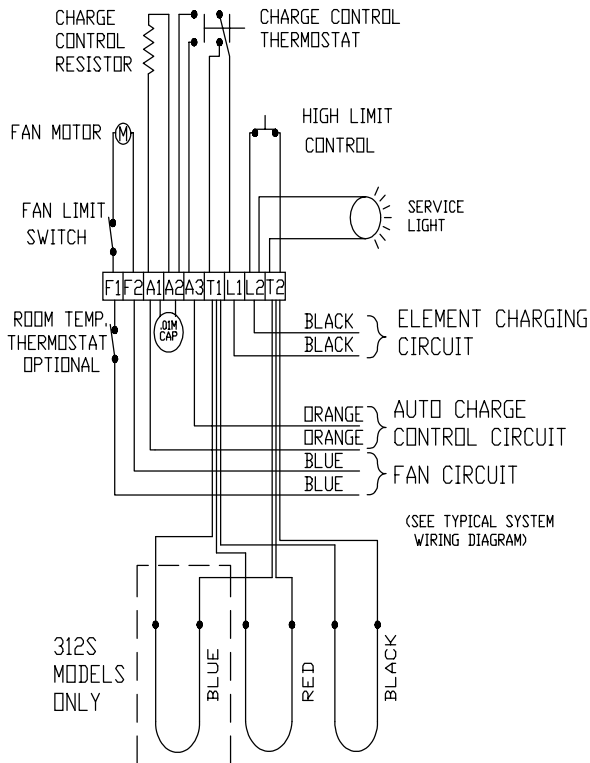 CHARGE
CONTROL
RESISTOR
CHARGE CONTROL
THERMOSTAT
HIGH LIMIT
CONTROL
FAN MOTOR
M
FAN LIMIT
SWITCH
SERVICE
LIGHT
F1 F2 A1 A2 A3 T1 L1 L2 T2
ROOM TEMP.
THERMOSTAT
OPTIONAL
.01M
CAP
BLACK
BLACK
ELEMENT CHARGING
CIRCUIT
ORANGE
ORANGE
AUTO CHARGE
CONTROL CIRCUIT
BLUE
BLUE
FAN CIRCUIT
(SEE TYPICAL SYSTEM
WIRING DIAGRAM)
312S
MODELS
ONLY
BLUE
RED
BLACK